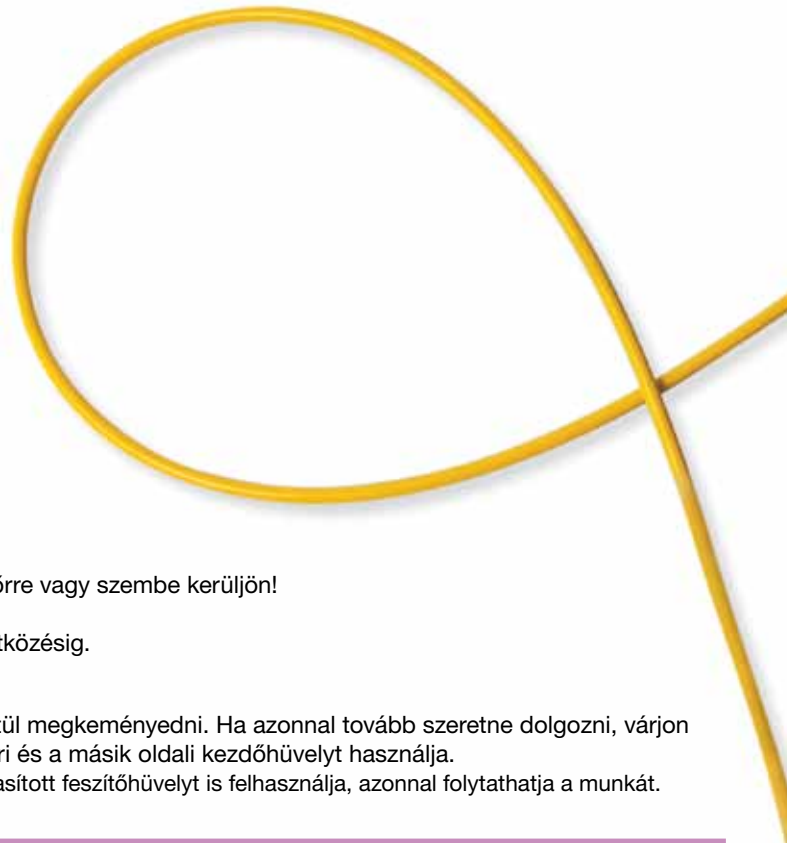 őrre vagy szembe kerüljön!
tközésig.
tül megkeményedni. Ha azonnal tovább szeretne dolgozni, várjon
ri és a másik oldali kezdőhüvelyt használja.
asított feszítőhüvelyt is felhasználja, azonnal folytathatja a munkát.